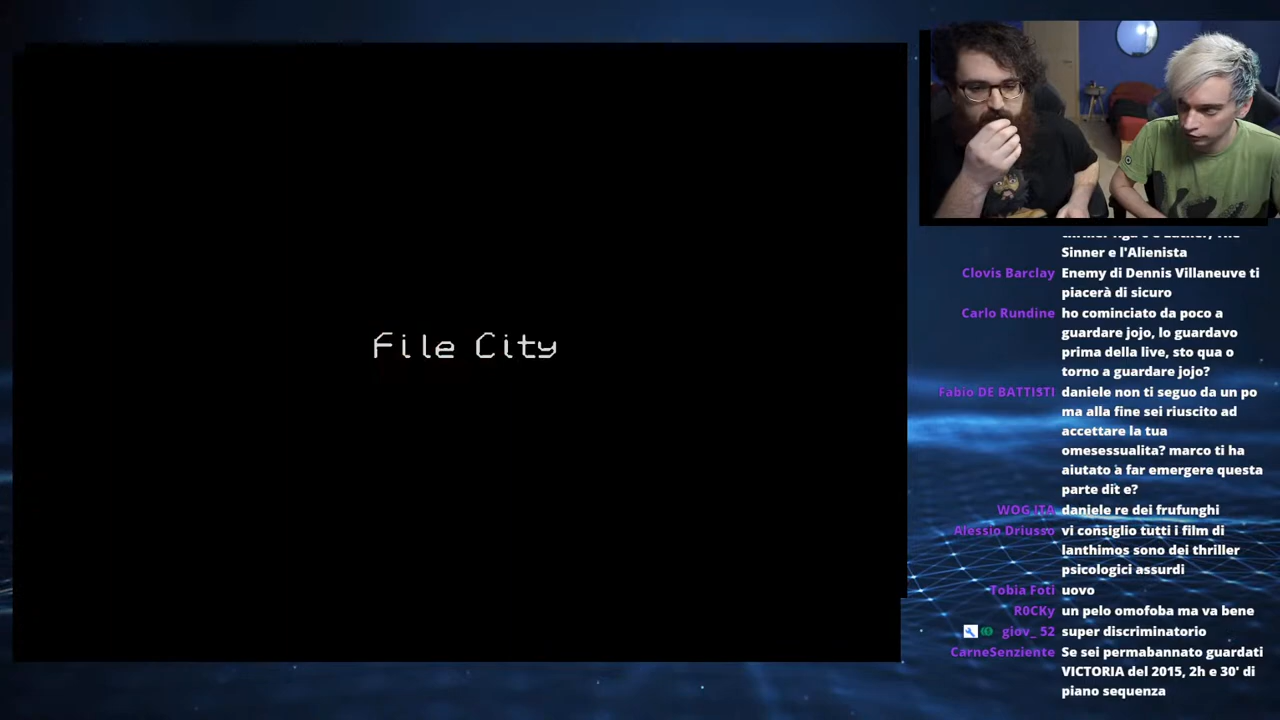 File City
Sinner e l'Alienista
Clovis Barclay Enemy di Dennis Villaneuve ti
piacerà di sicuro
Carlo Rundine ho cominciato da poco a
guardare jojo, lo guardavo
prima della live, sto qua o
torno a guardare jojo?
Fabio DE BATTISTI daniele non ti seguo da un po
ma alla fine sei riuscito ad
accettare la tua
omesessualita? marco ti ha
aiutato a far emergere questa
parte dit e?
WOG ITA daniele re dei frufunghi
Alessio Driusso vi consiglio tutti i film di
lanthimos sono dei thriller
psicologici assurdi
Tobia Foti uovo
R0CKy un pelo omofoba ma va bene
giov_ 52 super discriminatorio
CarneSenziente Se sei permabannato guardati
VICTORIA del 2015, 2h e 30' di
piano sequenza